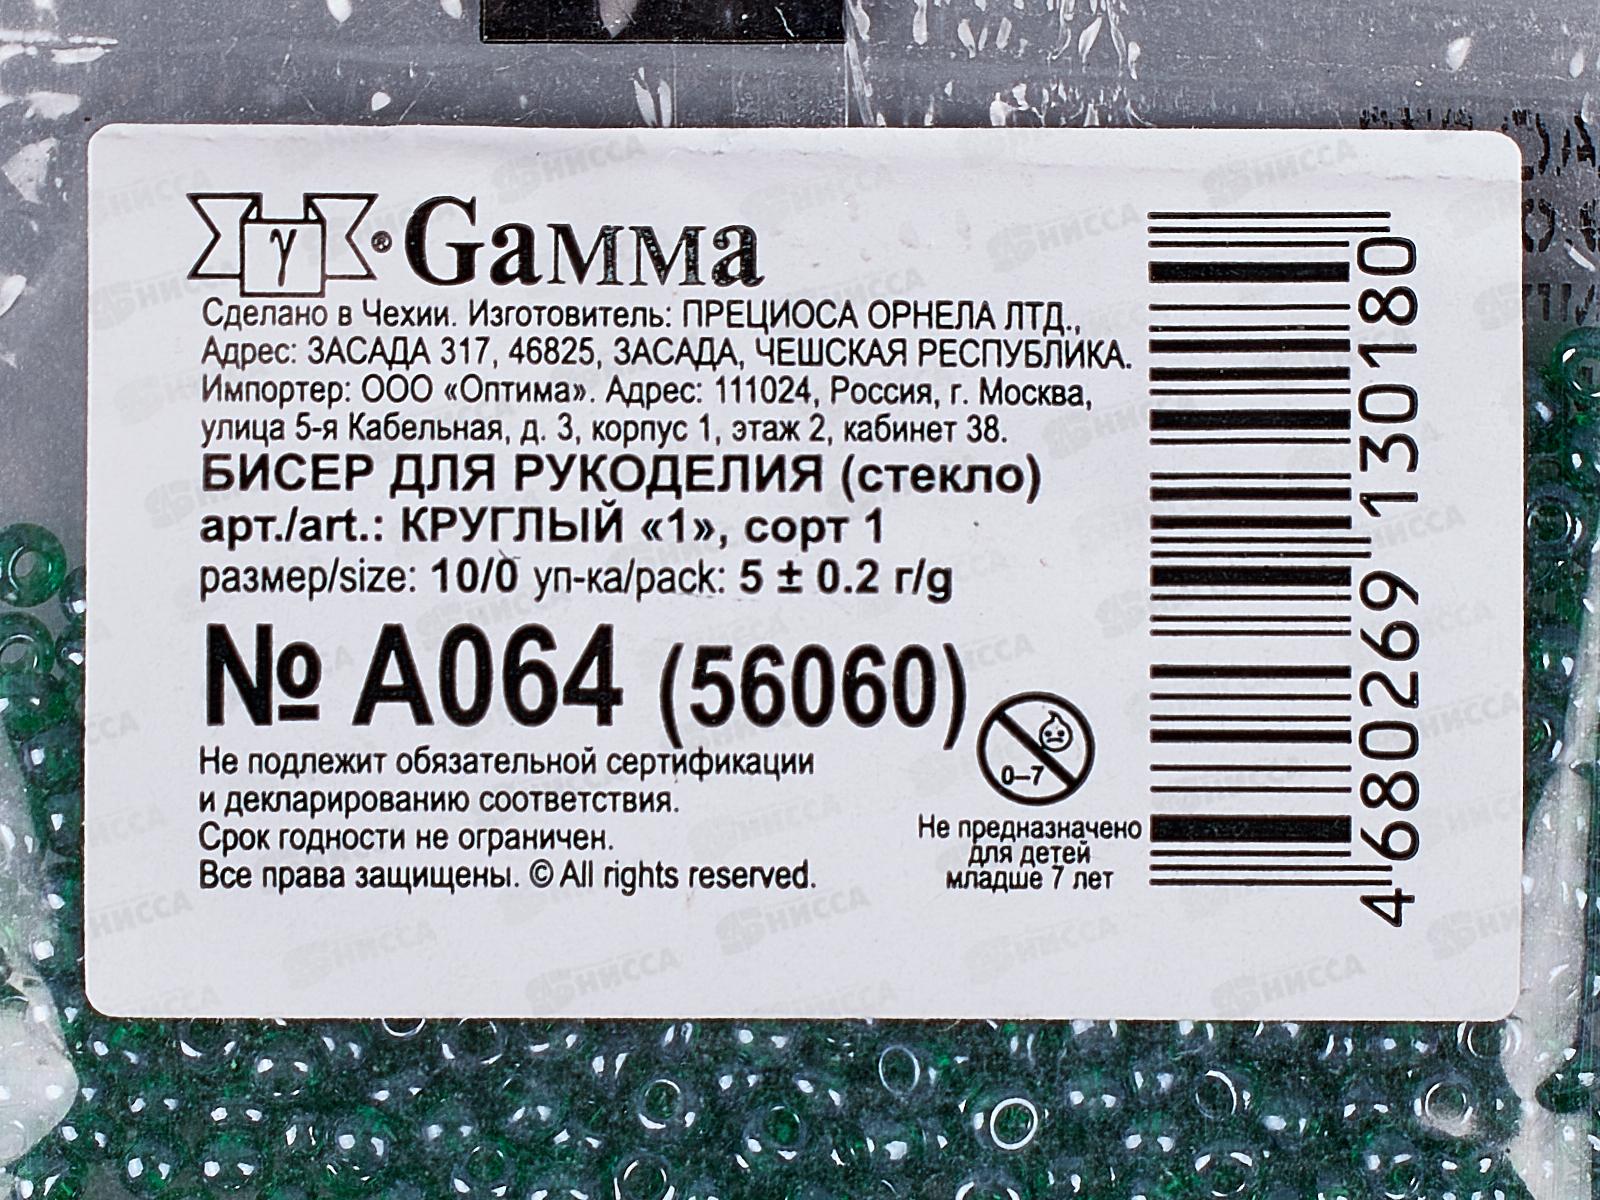 γ ® Gamma
Сделано в Чехии. Изготовитель: ПРЕЦИОСА ОРНЕЛА ЛТД.,
Адрес: ЗАСАДА 317, 46825, ЗАСАДА, ЧЕШСКАЯ РЕСПУБЛИКА.
Импортер: ООО «Оптима». Адрес: 111024, Россия, г. Москва,
улица 5-я Кабельная, д. 3, корпус 1, этаж 2, кабинет 38.
БИСЕР ДЛЯ РУКОДЕЛИЯ (стекло)
арт./art.: КРУГЛЫЙ «1», сорт 1
размер/size: 10/0 уп-ка/pack: 5 ± 0.2 г/g
№ A064 (56060)
Не подлежит обязательной сертификации
и декларированию соответствия.
Срок годности не ограничен.
Все права защищены. © All rights reserved.
0–7
Не предназначено
для детей
младше 7 лет
4 680269 130180
НИССА